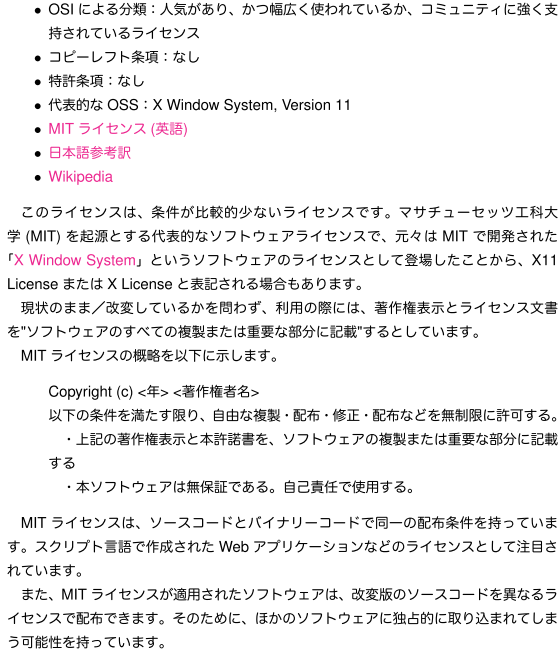 • OSI による分類：人気があり、かつ幅広く使われているか、コミュニティに強く支
持されているライセンス
• コピーレフト条項：なし
• 特許条項：なし
• 代表的な OSS：X Window System, Version 11
• MIT ライセンス (英語)
• 日本語参考訳
• Wikipedia
このライセンスは、条件が比較的少ないライセンスです。マサチューセッツ工科大
学 (MIT) を起源とする代表的なソフトウェアライセンスで、元々は MIT で開発された
「X Window System」というソフトウェアのライセンスとして登場したことから、X11
License または X License と表記される場合もあります。
現状のまま／改変しているかを問わず、利用の際には、著作権表示とライセンス文書
を"ソフトウェアのすべての複製または重要な部分に記載"するとしています。
MIT ライセンスの概略を以下に示します。
Copyright (c) <年> <著作権者名>
以下の条件を満たす限り、自由な複製・配布・修正・配布などを無制限に許可する。
・上記の著作権表示と本許諾書を、ソフトウェアの複製または重要な部分に記載
する
・本ソフトウェアは無保証である。自己責任で使用する。
MIT ライセンスは、ソースコードとバイナリーコードで同一の配布条件を持っていま
す。スクリプト言語で作成された Web アプリケーションなどのライセンスとして注目さ
れています。
また、MIT ライセンスが適用されたソフトウェアは、改変版のソースコードを異なるラ
イセンスで配布できます。そのために、ほかのソフトウェアに独占的に取り込まれてしま
う可能性を持っています。